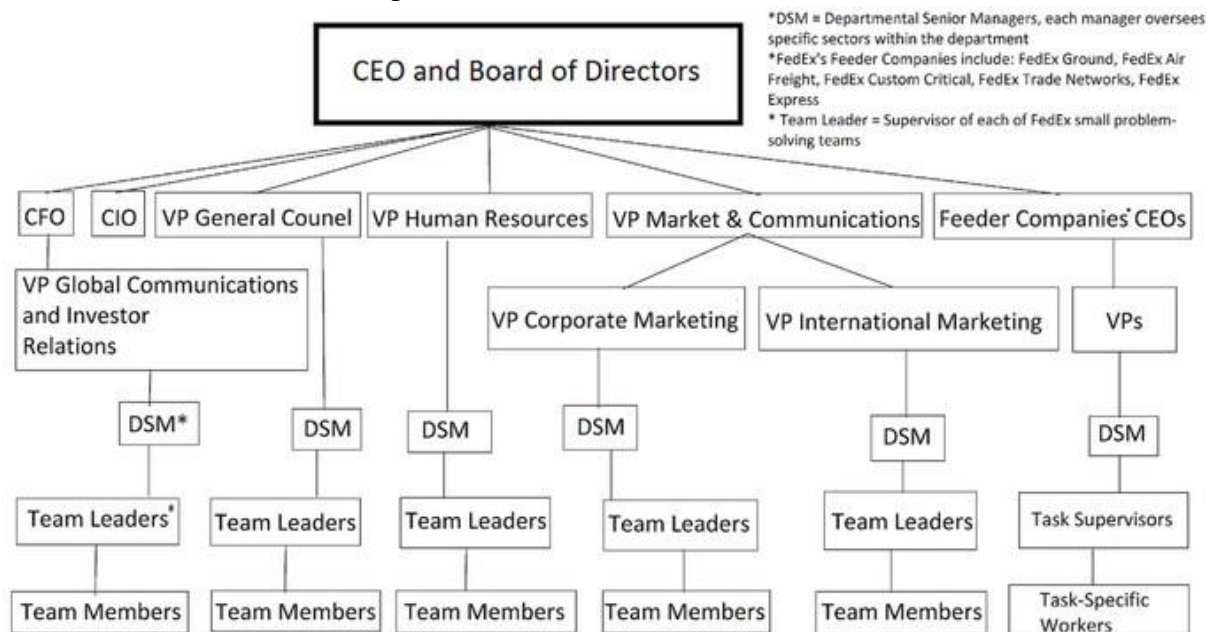 *DSM = Departmental Senior Managers, each manager oversees
specific sectors within the department
*FedEx's Feeder Companies include: FedEx Ground, FedEx Air
Freight, FedEx Custom Critical, FedEx Trade Networks, FedEx
Express
* Team Leader = Supervisor of each of FedEx small problem-
solving teams
CEO and Board of Directors
CFO
CIO
VP General Counel
VP Human Resources
VP Market & Communications
Feeder Companies* CEOs
VP Global Communications
and Investor
Relations
VP Corporate Marketing
VP International Marketing
VPs
DSM*
DSM
DSM
DSM
DSM
DSM
Team Leaders*
Team Leaders
Team Leaders
Team Leaders
Team Leaders
Task Supervisors
Team Members
Team Members
Team Members
Team Members
Team Members
Task-Specific
Workers